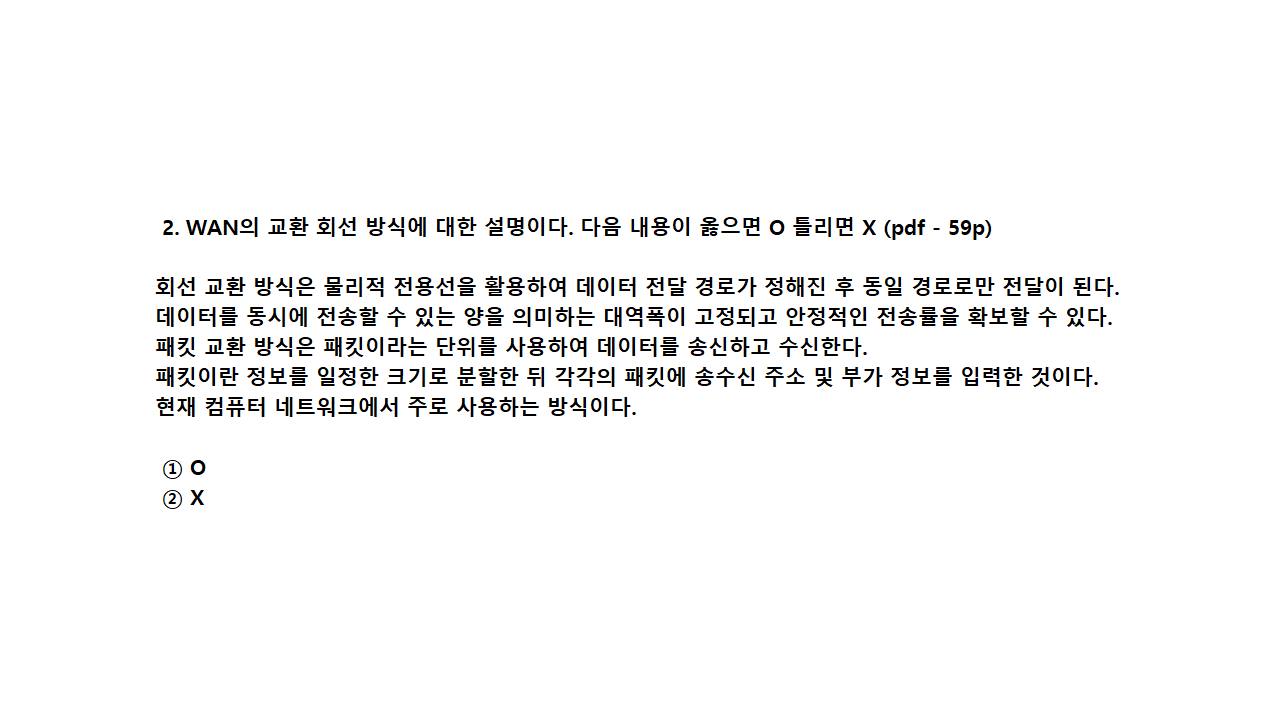 2. WAN의 교환 회선 방식에 대한 설명이다. 다음 내용이 옳으면 O 틀리면 X (pdf - 59p)
회선 교환 방식은 물리적 전용선을 활용하여 데이터 전달 경로가 정해진 후 동일 경로로만 전달이 된다.
데이터를 동시에 전송할 수 있는 양을 의미하는 대역폭이 고정되고 안정적인 전송률을 확보할 수 있다.
패킷 교환 방식은 패킷이라는 단위를 사용하여 데이터를 송신하고 수신한다.
패킷이란 정보를 일정한 크기로 분할한 뒤 각각의 패킷에 송수신 주소 및 부가 정보를 입력한 것이다.
현재 컴퓨터 네트워크에서 주로 사용하는 방식이다.
① O
② X